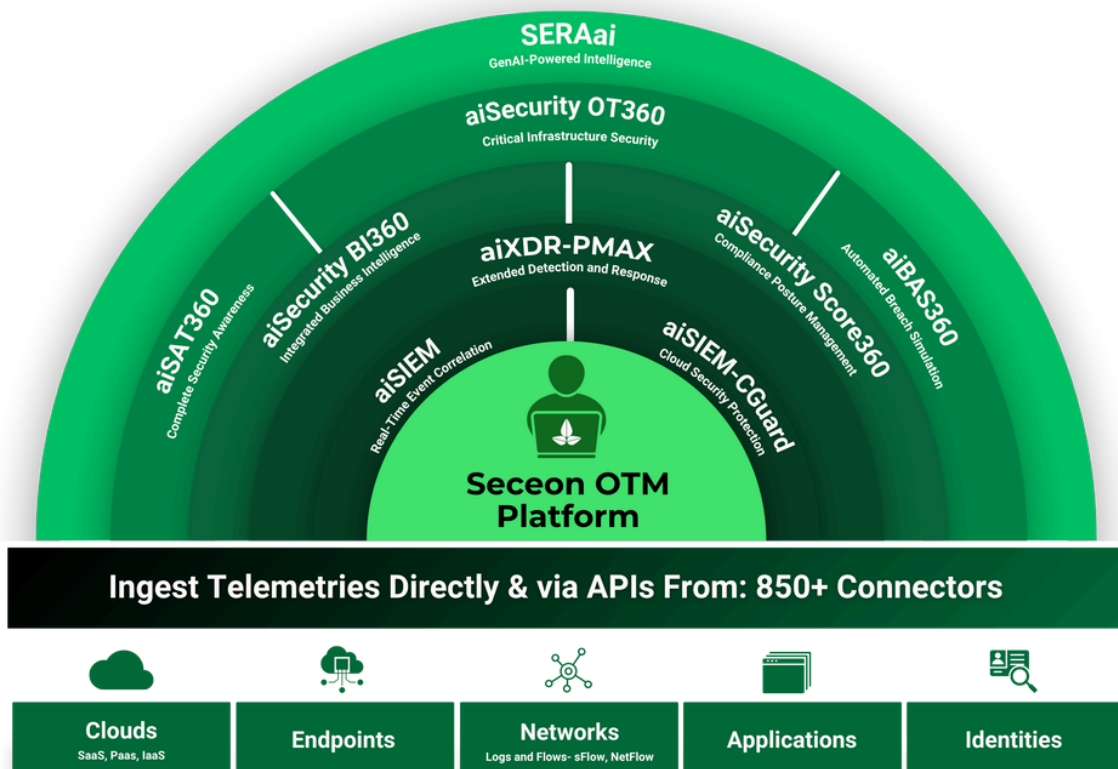 SERAai
GenAI-Powered Intelligence
aiSecurity OT360
Critical Infrastructure Security
aiSAT360
Complete Security Awareness
aiSecurity BI360
Integrated Business Intelligence
aiXDR-PMAX
Extended Detection and Response
aiSecurity Score360
Compliance Posture Management
aiBAS360
Automated Breach Simulation
aiSIEM
Real-Time Event Correlation
aiSIEM-CGuard
Cloud Security Protection
Seceon OTM
Platform
Ingest Telemetries Directly & via APIs From: 850+ Connectors
Clouds
SaaS, Paas, IaaS
Endpoints
Networks
Logs and Flows- sFlow, NetFlow
Applications
Identities